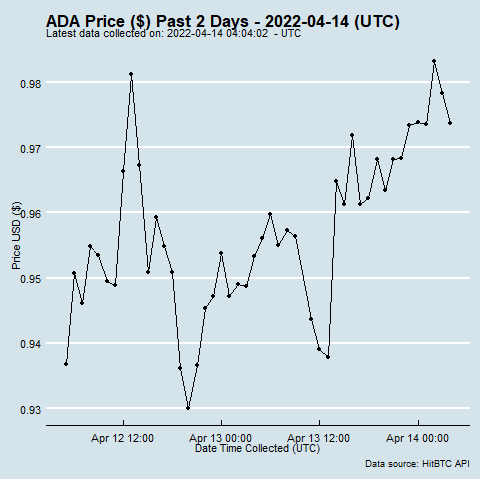 ADA Price ($) Past 2 Days - 2022-04-14 (UTC)
Latest data collected on: 2022-04-14 04:04:02 - UTC
0.98
0.97
0.96
0.95
0.94
0.93
Price USD ($)
Apr 12 12:00
Apr 13 00:00
Apr 13 12:00
Apr 14 00:00
Date Time Collected (UTC)
Data source: HitBTC API